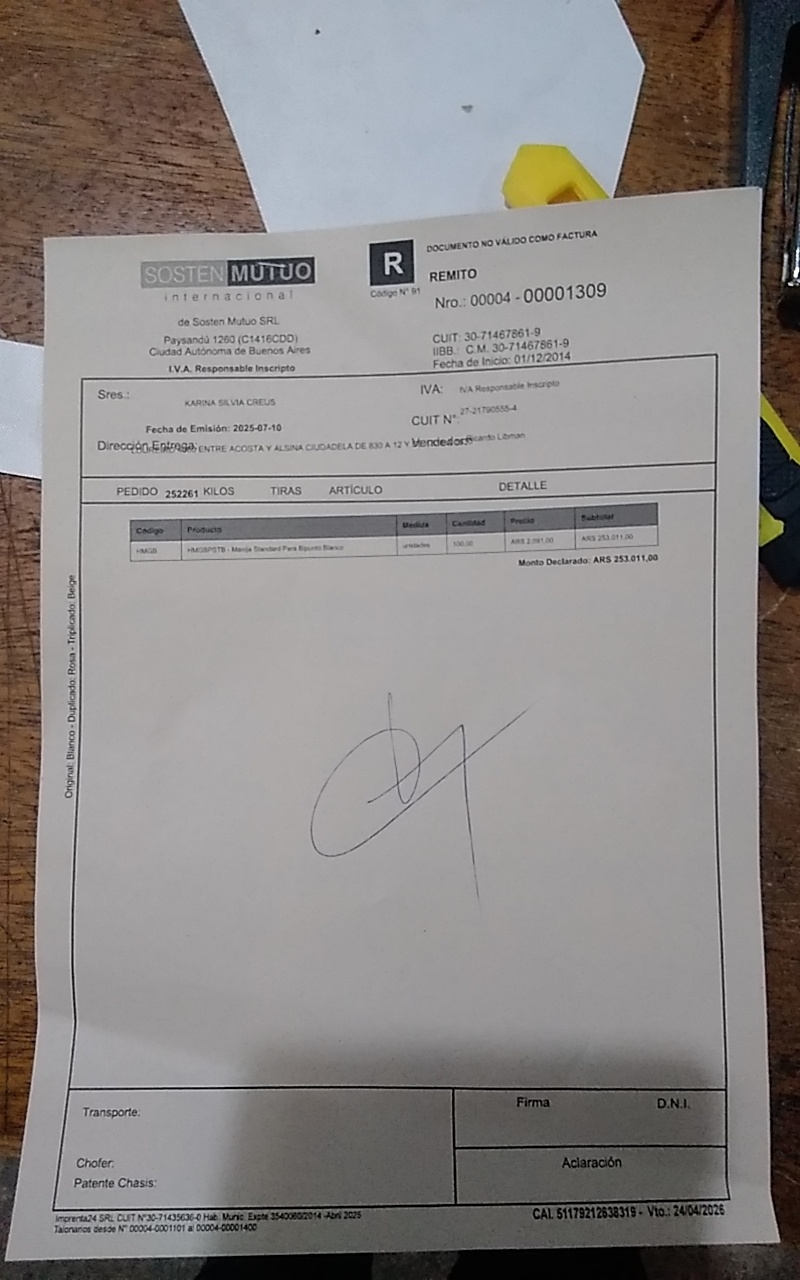 SOSTEN MUTUO
internacional
de Sosten Mutuo SRL
Paysandú 1260 (C1416CDD)
Ciudad Autónoma de Buenos Aires
I.V.A. Responsable Inscripto
R
Código N° 91
DOCUMENTO NO VÁLIDO COMO FACTURA
REMITO
Nro.: 00004 - 00001309
CUIT: 30-71467861-9
IIBB.: C.M. 30-71467861-9
Fecha de Inicio: 01/12/2014
Sres.: KARINA SILVIA CREUS
IVA: IVA Responsable Inscripto
Fecha de Emisión: 2025-07-10
CUIT N°: 27-21790555-4
Dirección Entrega: ENTRE ACOSTA Y ALSINA CIUDADELA DE 830 A 12 Y
Vendedor: Ricardo Libman
PEDIDO 252261 KILOS TIRAS ARTÍCULO DETALLE
Código Producto Medida Cantidad Precio Subtotal
HMGB HMGBPSTB - Manija Standard Para Bipunto Blanco unidades 100,00 ARS ARS 253.011,00
Monto Declarado: ARS 253.011,00
Original: Blanco - Duplicado: Rosa - Triplicado: Beige
Transporte:
Chofer:
Patente Chasis:
Firma D.N.I.
Aclaración
Imprenta24 SRL CUIT N°30-71435636-0 Hab. Munic. Expte 3540060/2014 -Abril 2025
Talonarios desde N° 00004-0001101 al 00004-00001400
CAI. 51179212638319 - Vto.: 24/04/2026